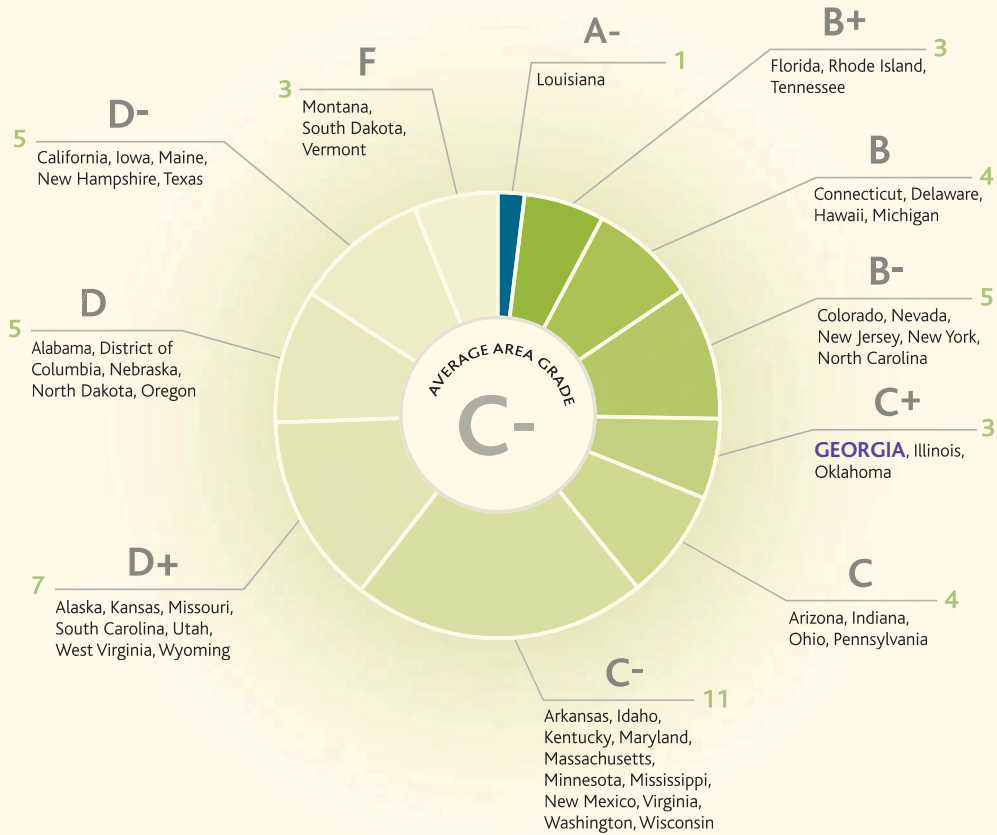 A-
1
Louisiana
B+
3
Florida, Rhode Island,
Tennessee
B
4
Connecticut, Delaware,
Hawaii, Michigan
B-
5
Colorado, Nevada,
New Jersey, New York,
North Carolina
C+
3
GEORGIA, Illinois,
Oklahoma
C
4
Arizona, Indiana,
Ohio, Pennsylvania
C-
11
Arkansas, Idaho,
Kentucky, Maryland,
Massachusetts,
Minnesota, Mississippi,
New Mexico, Virginia,
Washington, Wisconsin
D+
7
Alaska, Kansas, Missouri,
South Carolina, Utah,
West Virginia, Wyoming
D
5
Alabama, District of
Columbia, Nebraska,
North Dakota, Oregon
D-
5
California, Iowa, Maine,
New Hampshire, Texas
F
3
Montana,
South Dakota,
Vermont
AVERAGE AREA GRADE
C-